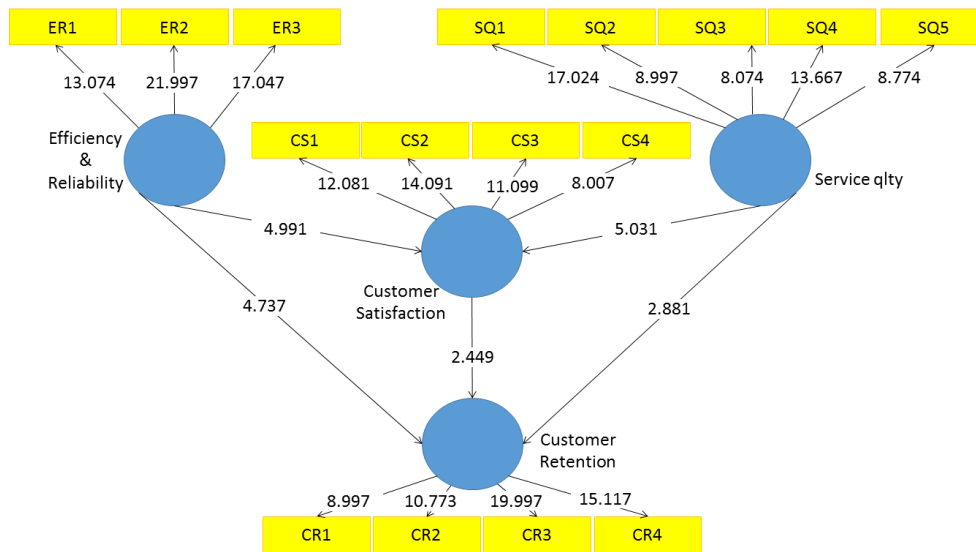 ER1
ER2
ER3
SQ1
SQ2
SQ3
SQ4
SQ5
13.074
21.997
17.047
17.024
8.997
8.074
13.667
8.774
Efficiency
&
Reliability
CS1
CS2
CS3
CS4
12.081
14.091
11.099
8.007
Service qlty
4.991
5.031
Customer
Satisfaction
4.737
2.881
2.449
Customer
Retention
8.997
10.773
19.997
15.117
CR1
CR2
CR3
CR4